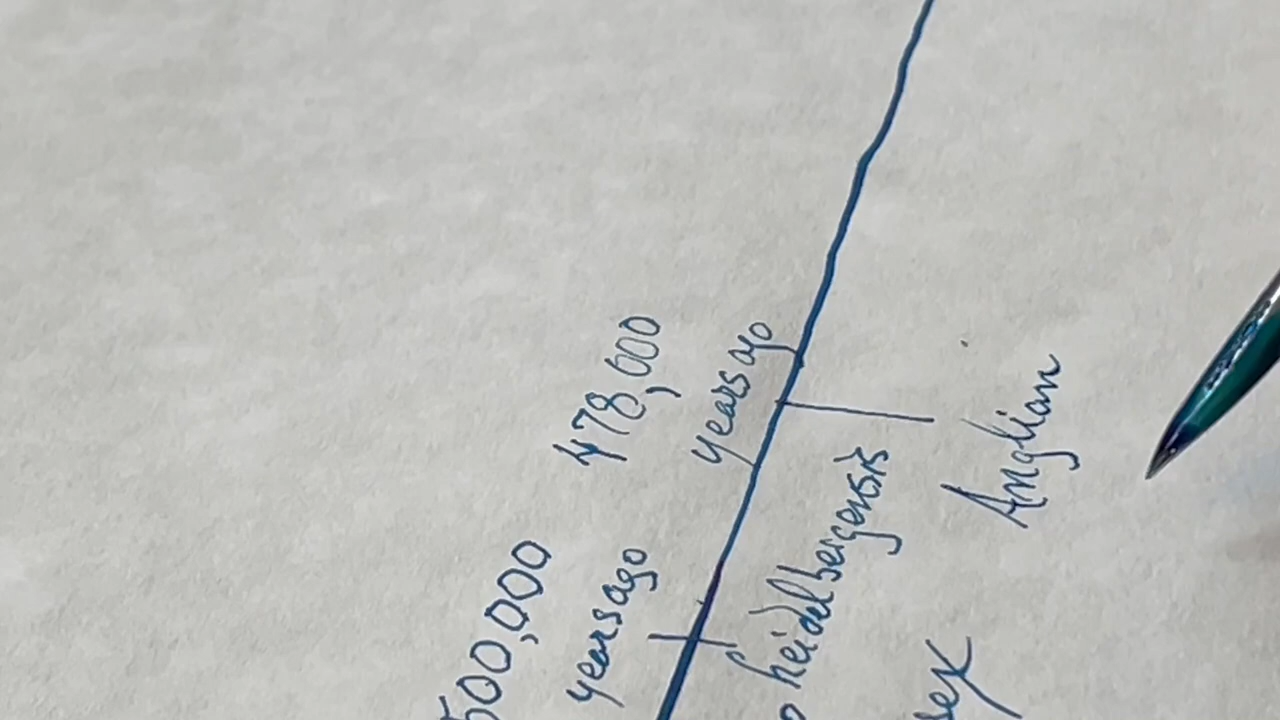 500,000
years ago
heidelbergensis
478,000
years ago
Anglian